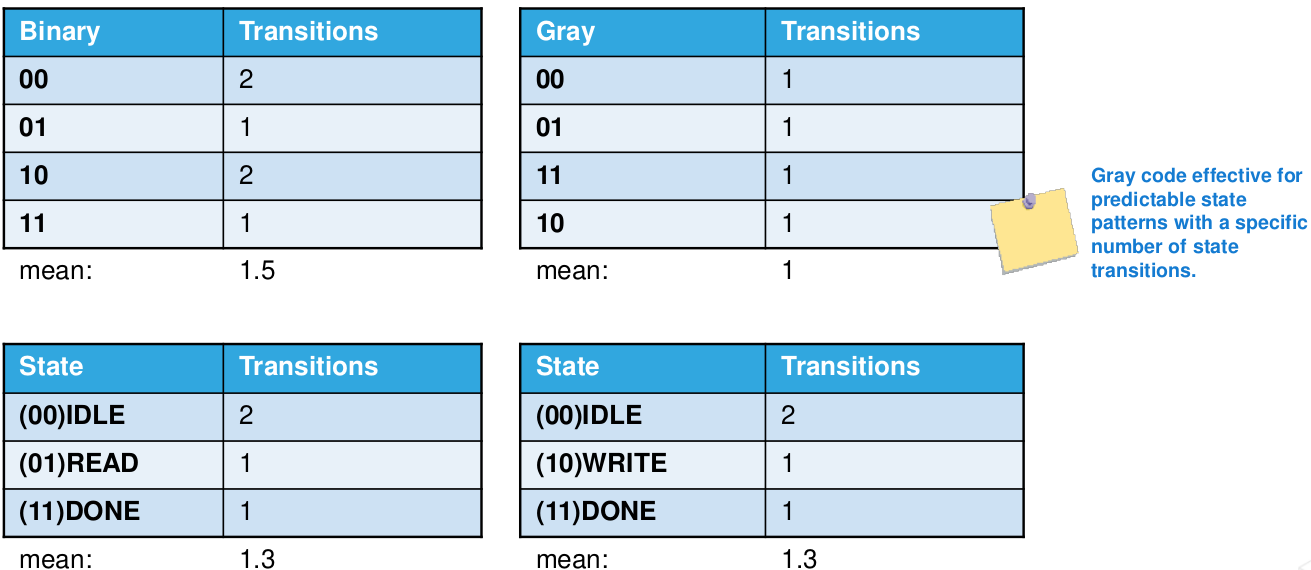 Binary Transitions
00 2
01 1
10 2
11 1
mean: 1.5
Gray Transitions
00 1
01 1
11 1
10 1
mean: 1
Gray code effective for
predictable state
patterns with a specific
number of state
transitions.
State Transitions
(00)IDLE 2
(01)READ 1
(11)DONE 1
mean: 1.3
State Transitions
(00)IDLE 2
(10)WRITE 1
(11)DONE 1
mean: 1.3